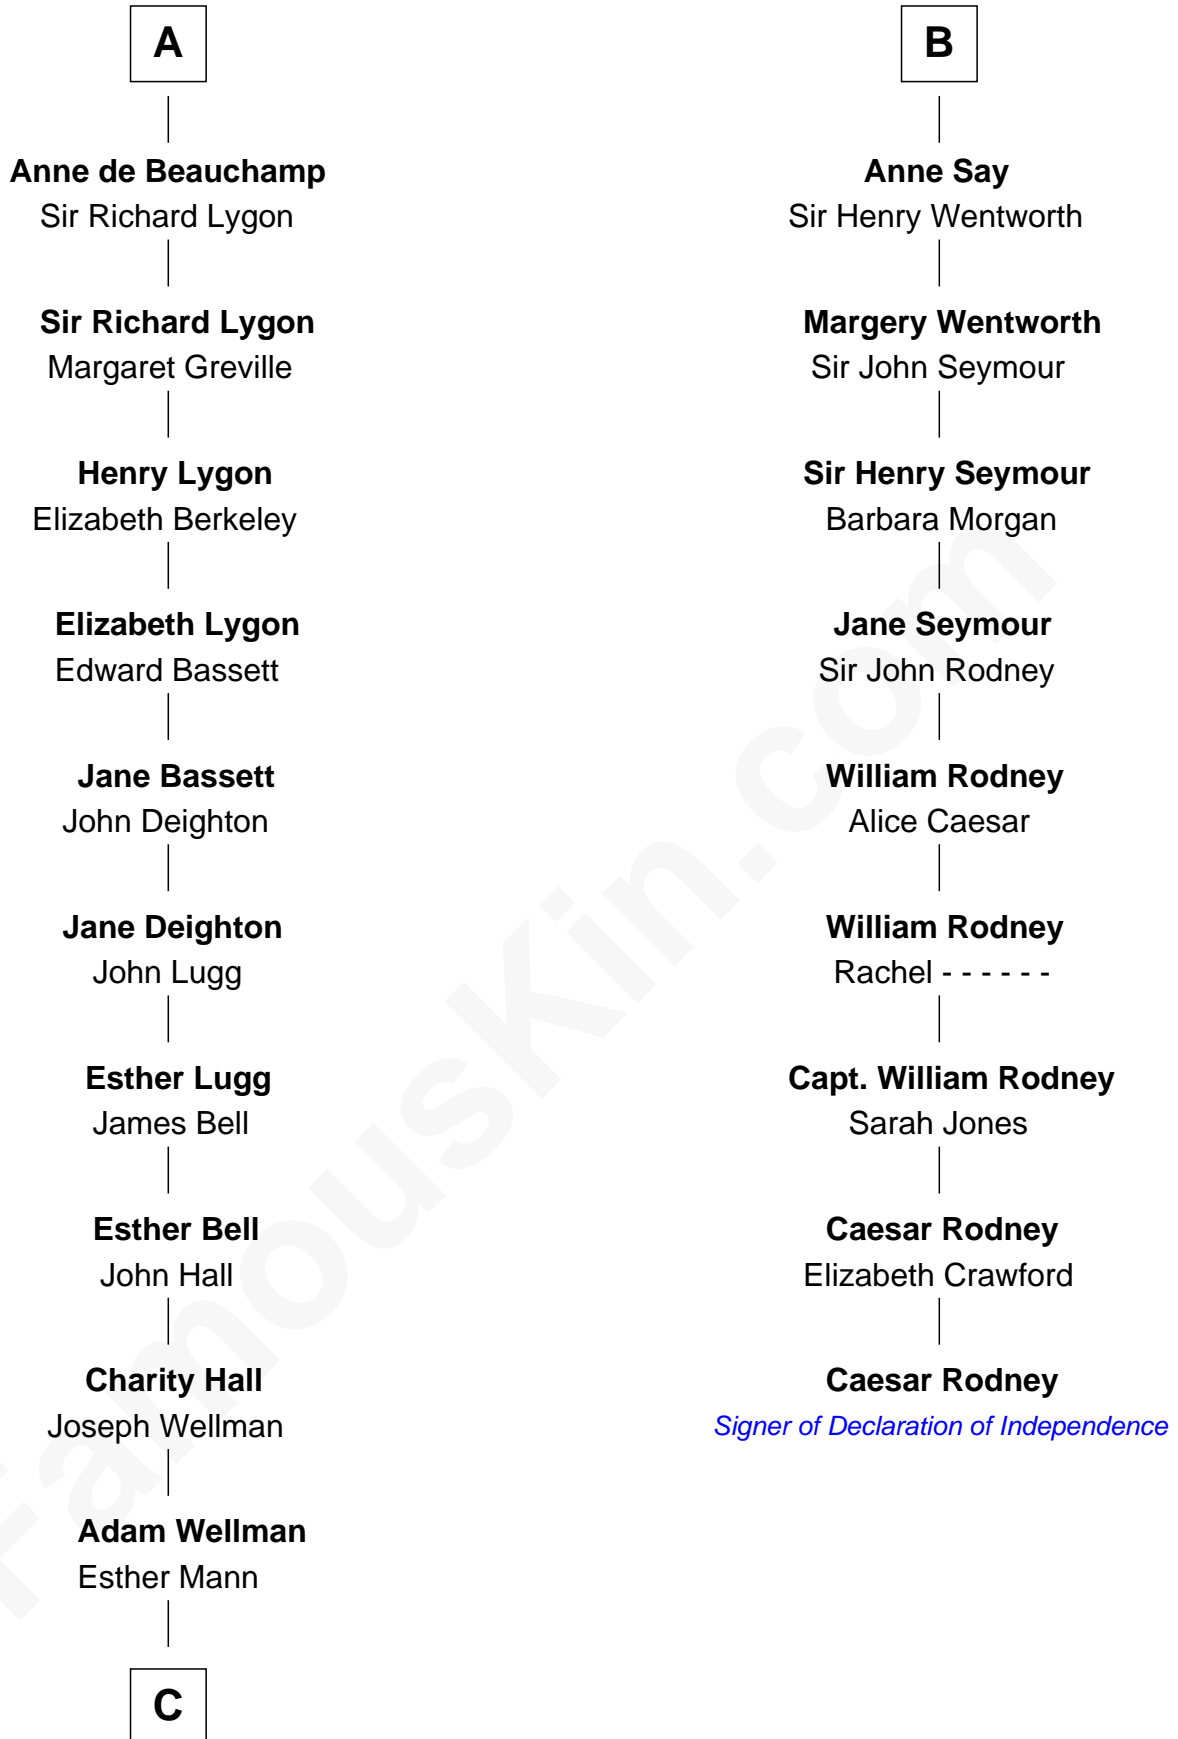 A
Anne de Beauchamp
Sir Richard Lygon
Sir Richard Lygon
Margaret Greville
Henry Lygon
Elizabeth Berkeley
Elizabeth Lygon
Edward Bassett
Jane Bassett
John Deighton
Jane Deighton
John Lugg
Esther Lugg
James Bell
Esther Bell
John Hall
Charity Hall
Joseph Wellman
Adam Wellman
Esther Mann
C
B
Anne Say
Sir Henry Wentworth
Margery Wentworth
Sir John Seymour
Sir Henry Seymour
Barbara Morgan
Jane Seymour
Sir John Rodney
William Rodney
Alice Caesar
William Rodney
Rachel - - - - - -
Capt. William Rodney
Sarah Jones
Caesar Rodney
Elizabeth Crawford
Caesar Rodney
Signer of Declaration of Independence
FamousKin.com